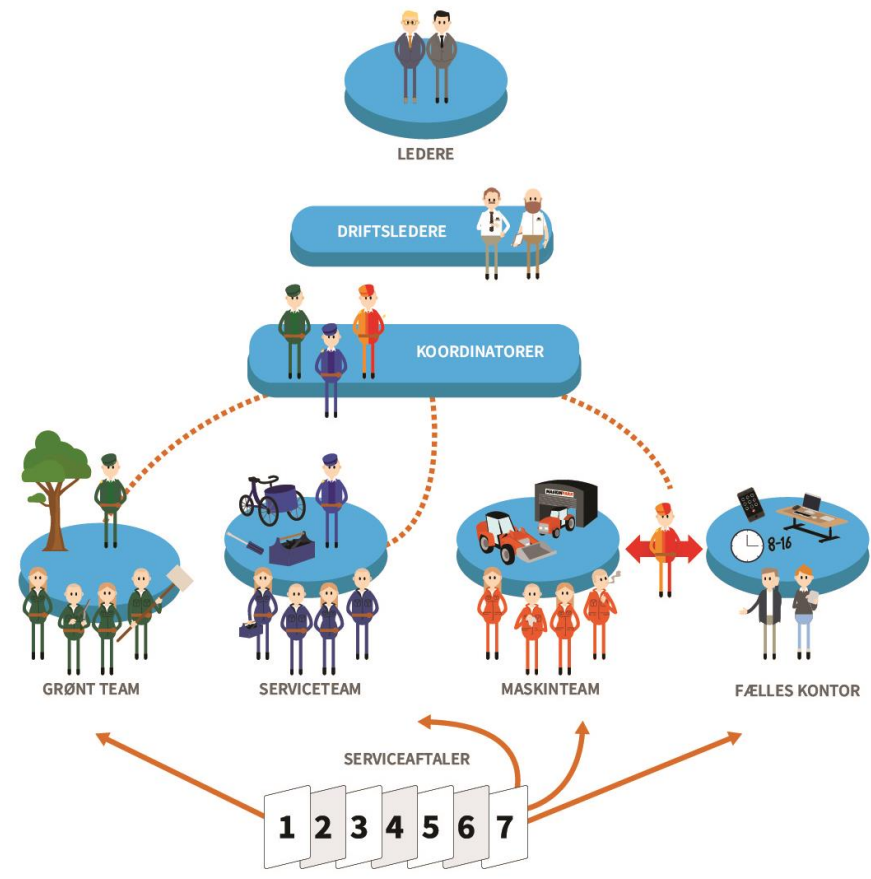 LEDERE
DRIFTSLEDERE
KOORDINATORER
8-16
GRØNT TEAM
SERVICETEAM
MASKINTEAM
FÆLLES KONTOR
SERVICEAFTALER
1 2 3 4 5 6 7